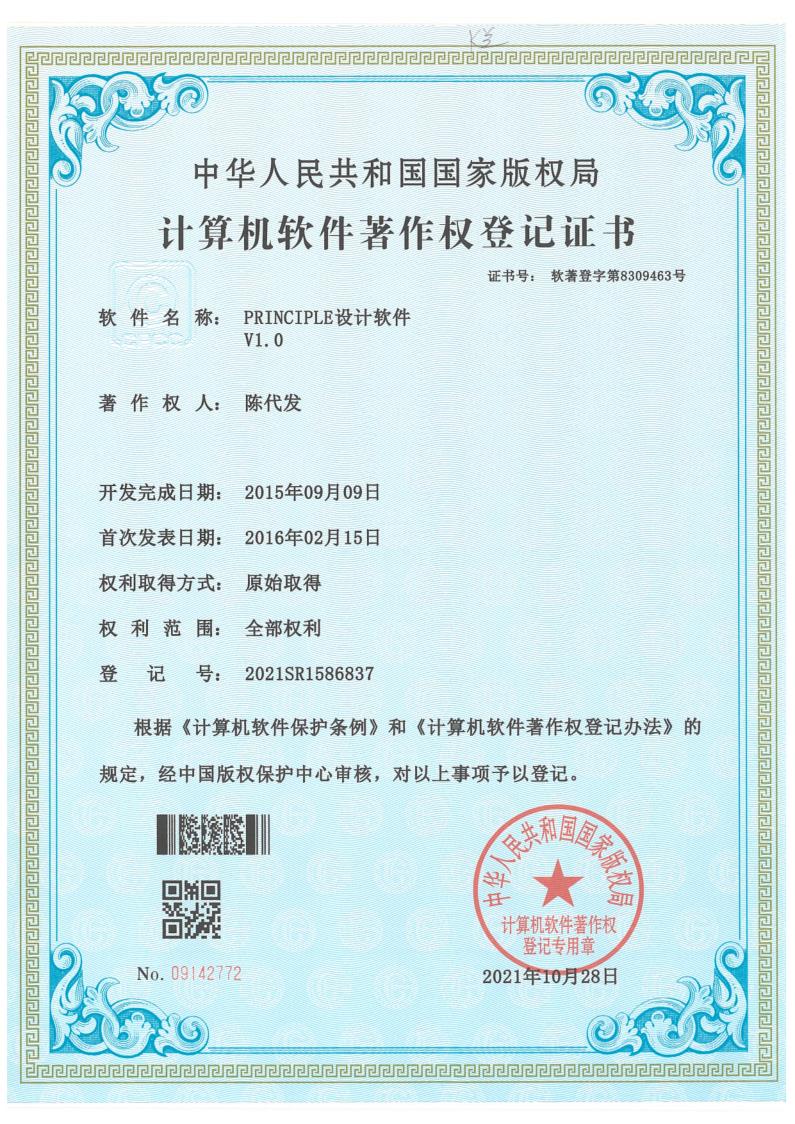 中华人民共和国国家版权局
计算机软件著作权登记证书
证书号： 软著登字第8309463号
软件名称： PRINCIPLE设计软件
V1.0
著作权人： 陈代发
开发完成日期： 2015年09月09日
首次发表日期： 2016年02月15日
权利取得方式： 原始取得
权利范围： 全部权利
登记号： 2021SR1586837
根据《计算机软件保护条例》和《计算机软件著作权登记办法》的
规定，经中国版权保护中心审核，对以上事项予以登记。
中华人民共和国国家版权局
计算机软件著作权
登记专用章
No. 09142772
2021年10月28日